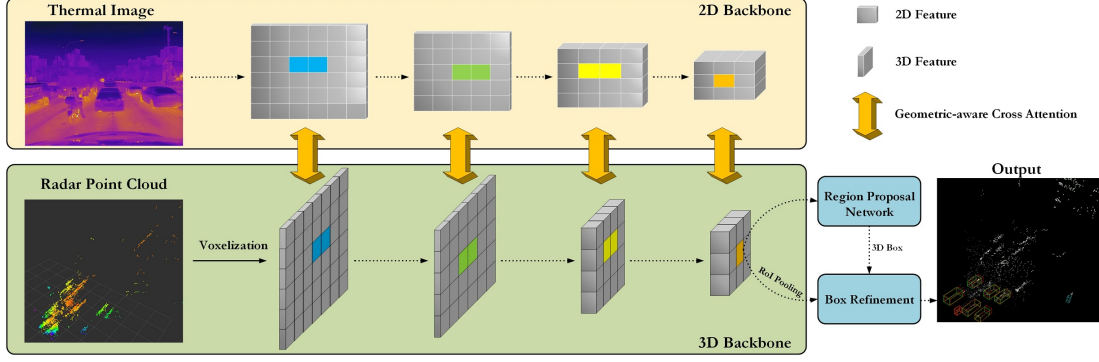 Thermal Image
2D Backbone
2D Feature
3D Feature
Geometric-aware Cross Attention
Radar Point Cloud
Voxelization
3D Backbone
RoI Pooling
Region Proposal
Network
3D Box
Box Refinement
Output